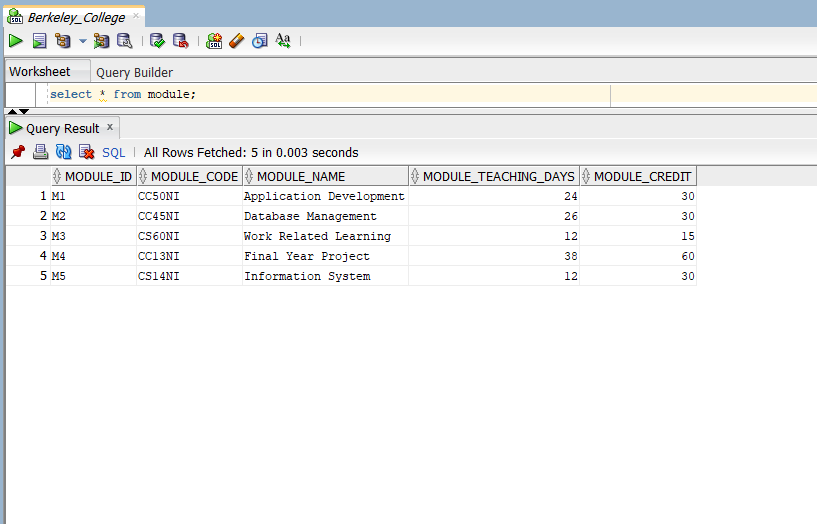 Berkeley_College
Worksheet Query Builder
select * from module;
Query Result x
SQL All Rows Fetched: 5 in 0.003 seconds
MODULE_ID MODULE_CODE MODULE_NAME MODULE_TEACHING_DAYS MODULE_CREDIT
1 M1 CC50NI Application Development 24 30
2 M2 CC45NI Database Management 26 30
3 M3 CS60NI Work Related Learning 12 15
4 M4 CC13NI Final Year Project 38 60
5 M5 CS14NI Information System 12 30